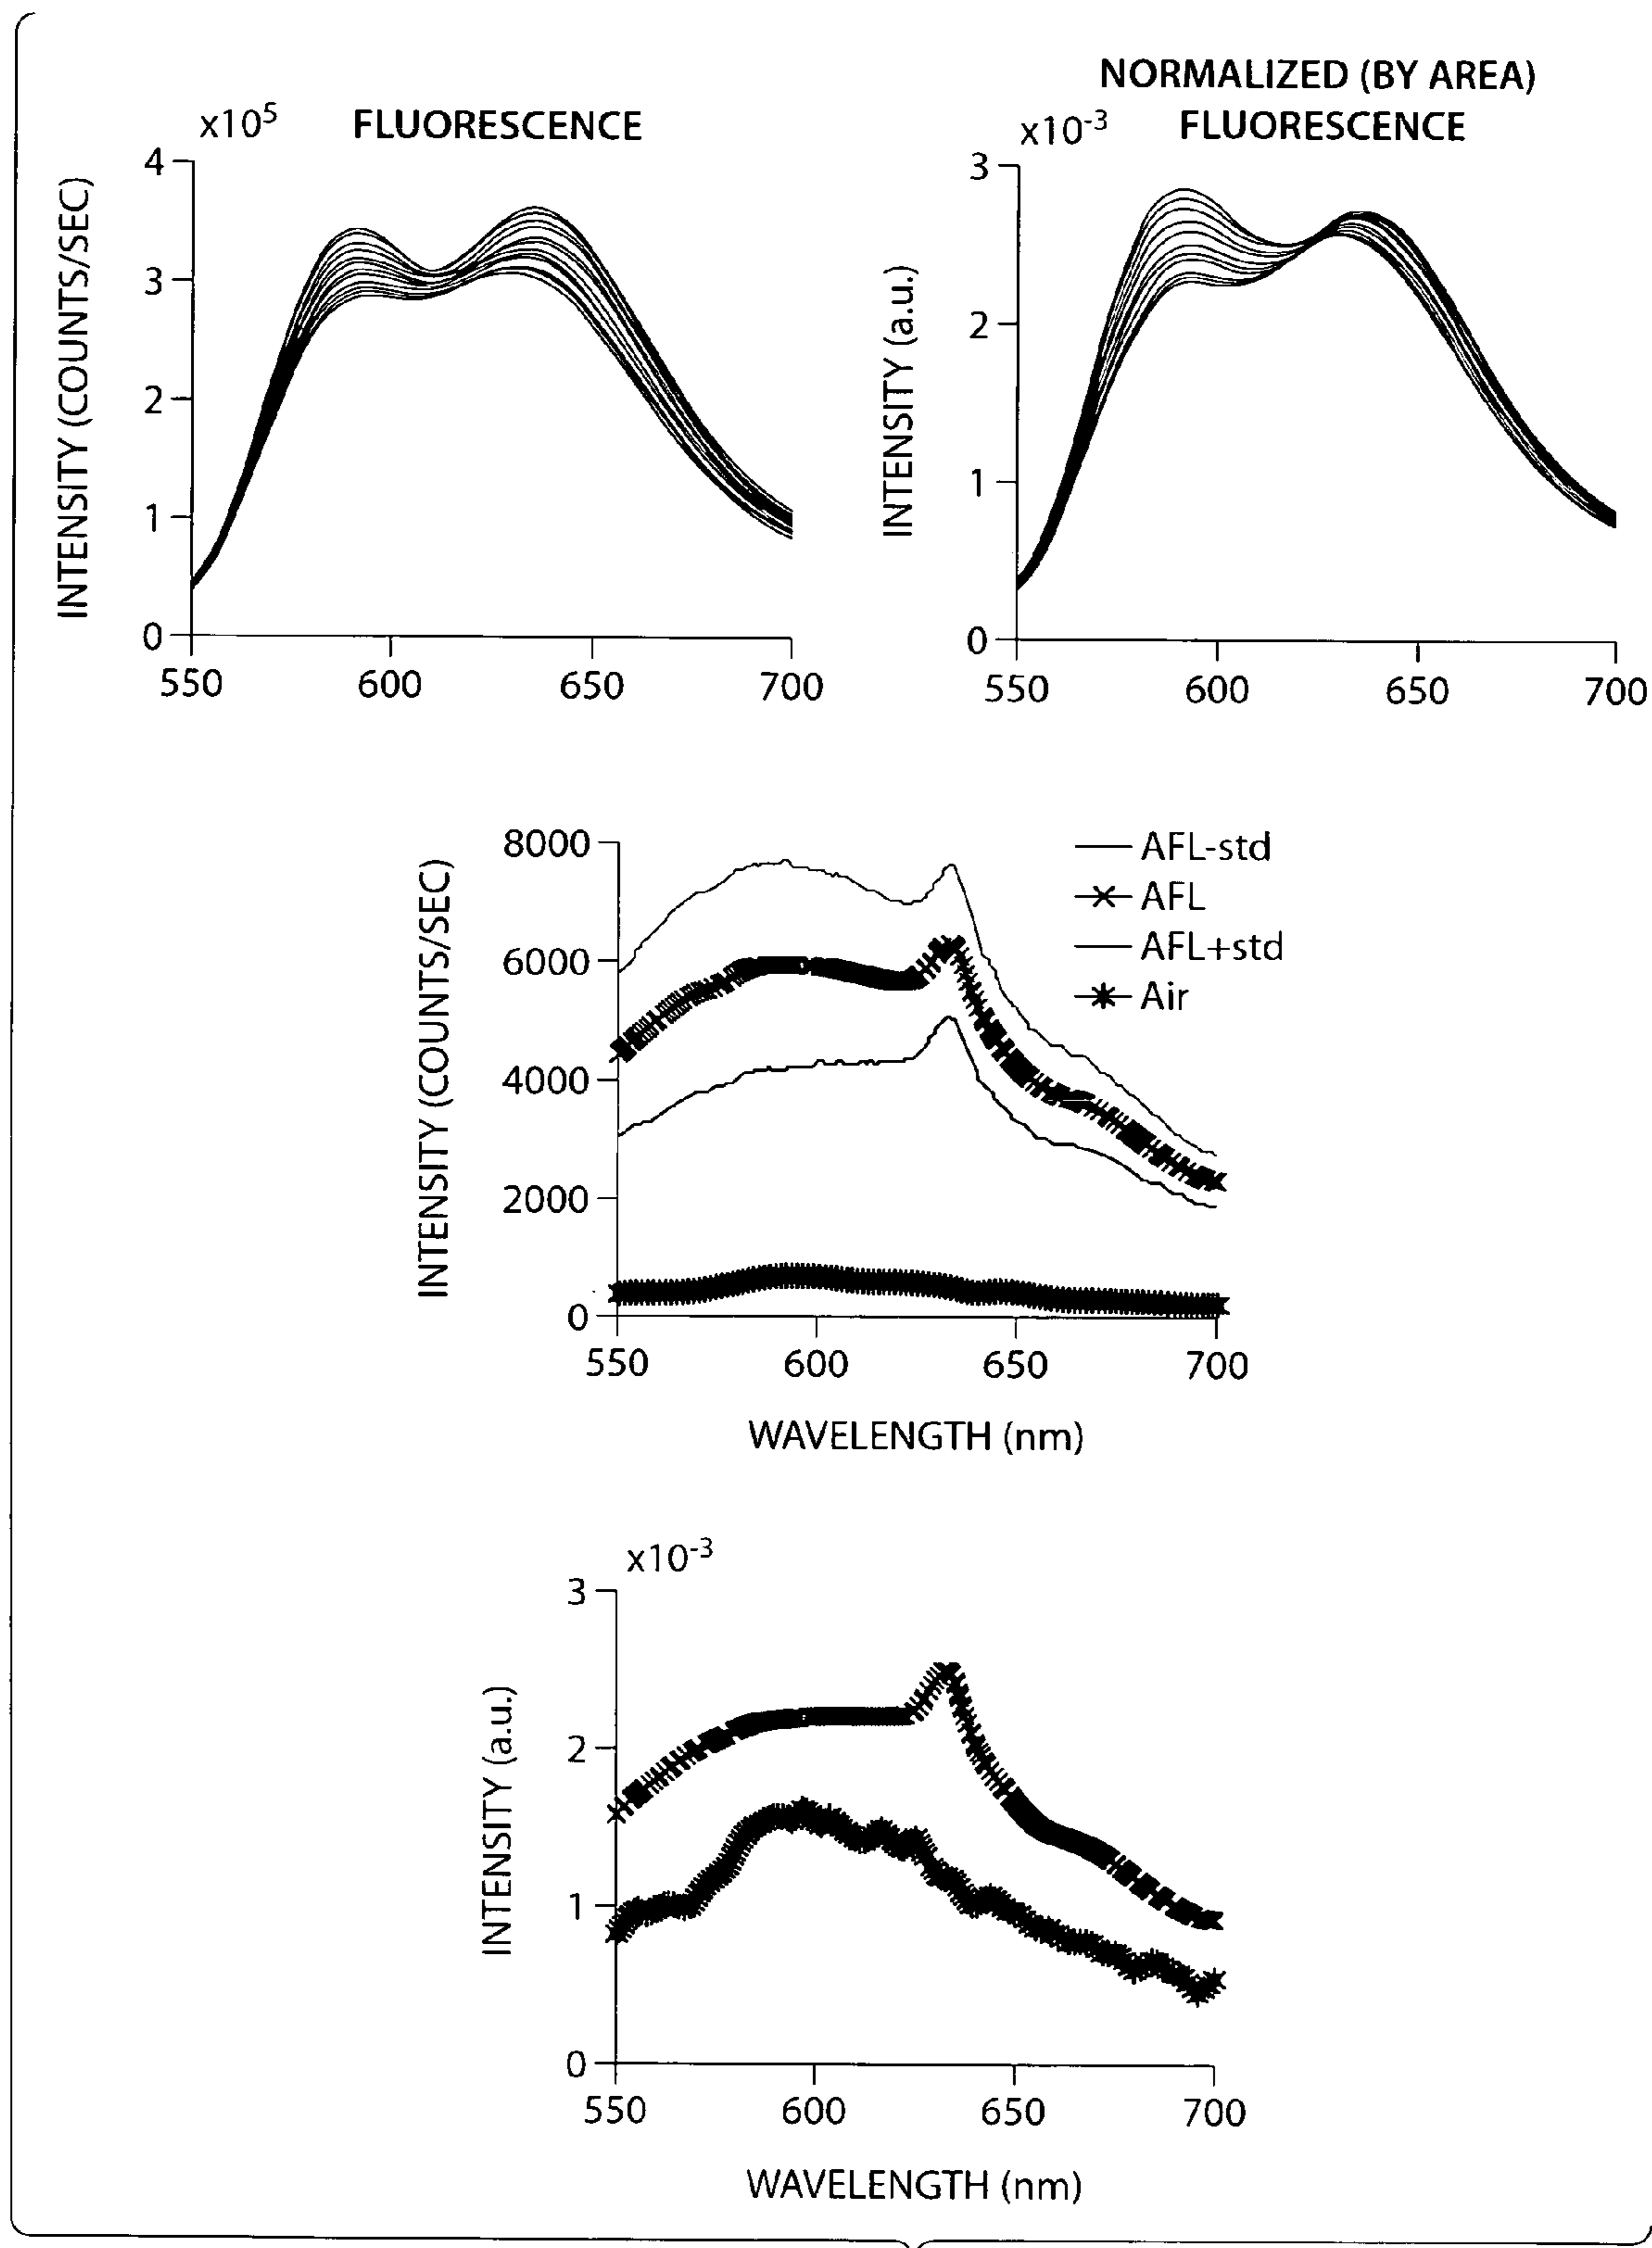 x10⁵ FLUORESCENCE
INTENSITY (COUNTS/SEC)
4
3
2
1
0
550 600 650 700
NORMALIZED (BY AREA)
x10⁻³ FLUORESCENCE
INTENSITY (a.u.)
3
2
1
0
550 600 650 700
INTENSITY (COUNTS/SEC)
8000
6000
4000
2000
0
550 600 650 700
WAVELENGTH (nm)
AFL-std
AFL
AFL+std
Air
x10⁻³
INTENSITY (a.u.)
3
2
1
0
550 600 650 700
WAVELENGTH (nm)